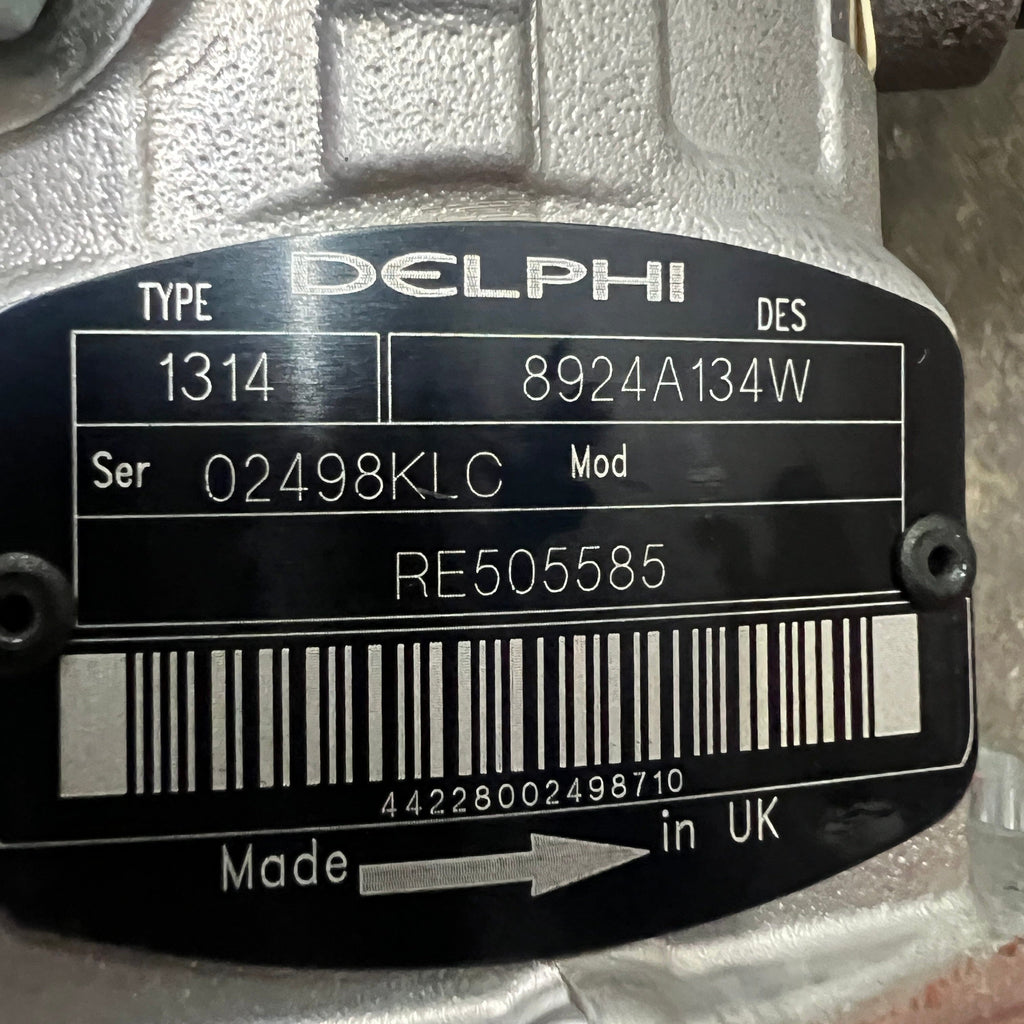 DELPHI
TYPE DES
1314 8924A134W
Ser 02498KLC Mod
RE505585
44228002498710
Made in UK